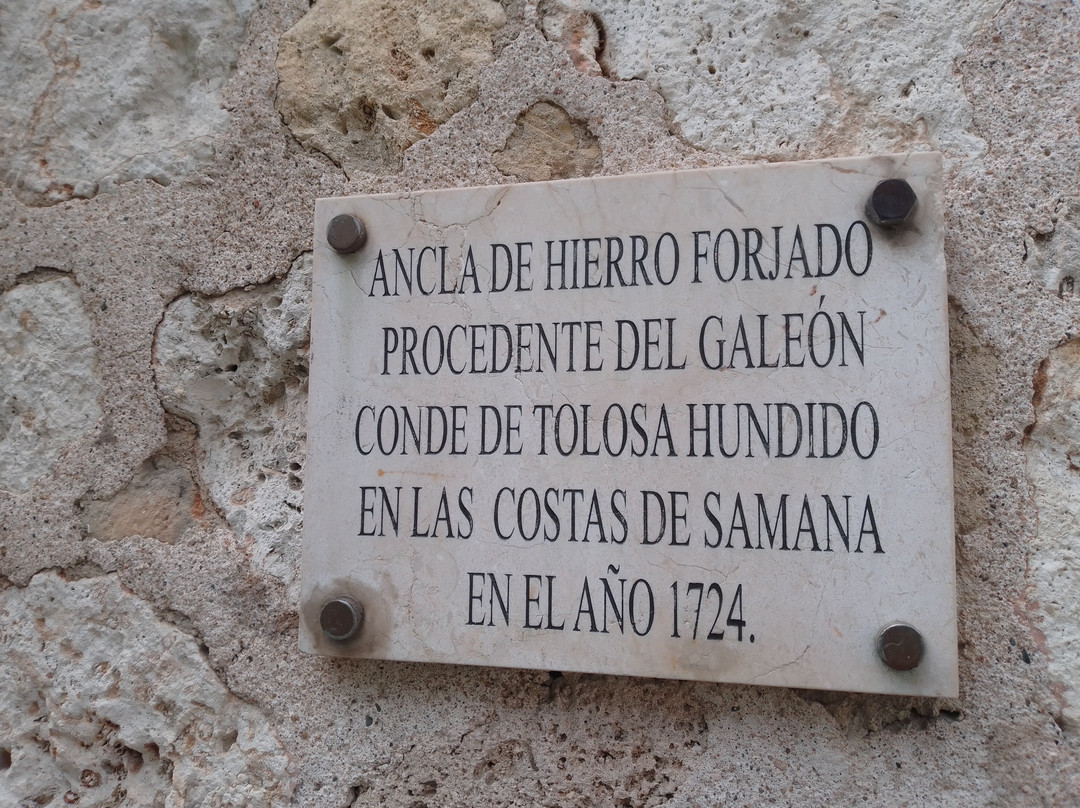 ANCLA DE HIERRO FORJADO
PROCEDENTE DEL GALEÓN
CONDE DE TOLOSA HUNDIDO
EN LAS COSTAS DE SAMANA
EN EL AÑO 1724.